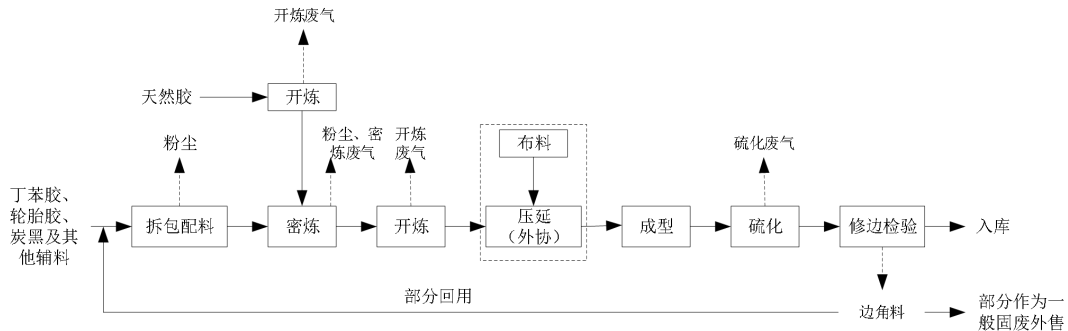 开炼废气
天然胶
开炼
粉尘
粉尘、密
炼废气
开炼
废气
布料
硫化废气
丁苯胶、
轮胎胶、
炭黑及其
他辅料
拆包配料
密炼
开炼
压延
（外协）
成型
硫化
修边检验
入库
部分回用
边角料
部分作为一
般固废外售